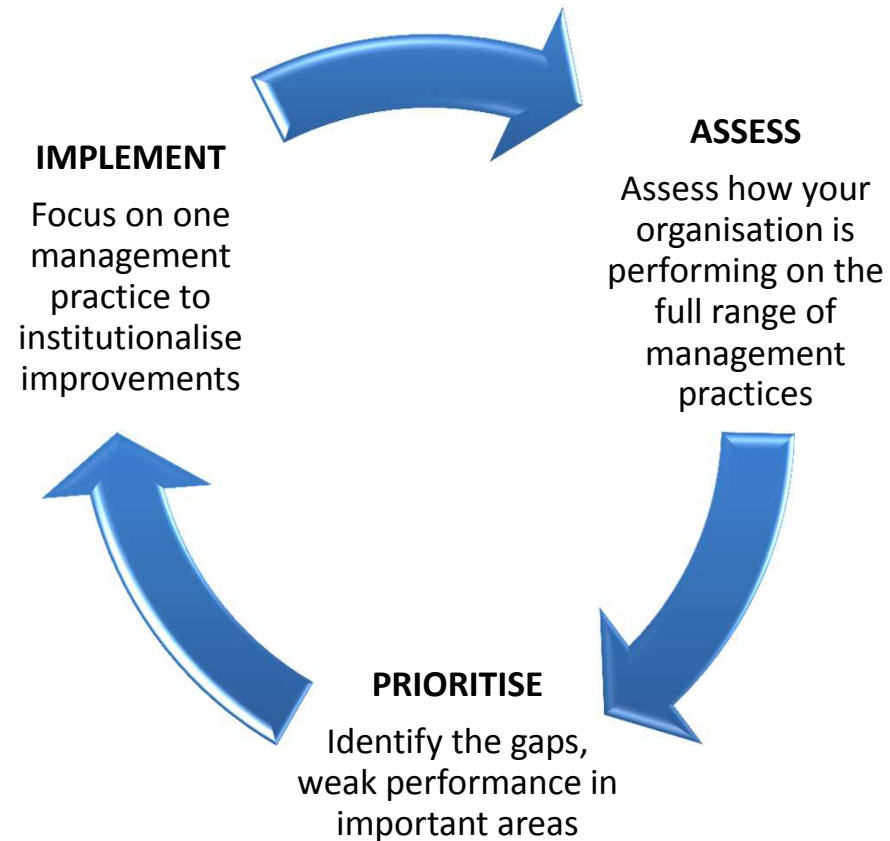 IMPLEMENT
Focus on one
management
practice to
institutionalise
improvements
ASSESS
Assess how your
organisation is
performing on the
full range of
management
practices
PRIORITISE
Identify the gaps,
weak performance in
important areas